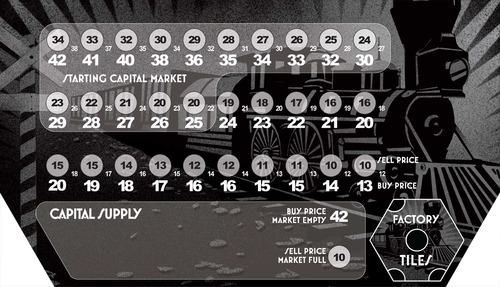 34 33 32 30 29 28 27 26 25 24
42 41 40 38 36 35 34 33 32 30
STARTING CAPITAL MARKET
23 22 21 20 20 19 18 17 16 16
29 28 27 26 25 24 23 22 21 20
15 15 14 13 12 12 11 11 10 10 SELL PRICE
20 19 18 17 16 16 15 15 14 13 BUY PRICE
CAPITAL SUPPLY
BUY PRICE
MARKET EMPTY 42
SELL PRICE
MARKET FULL 10
FACTORY
TILES